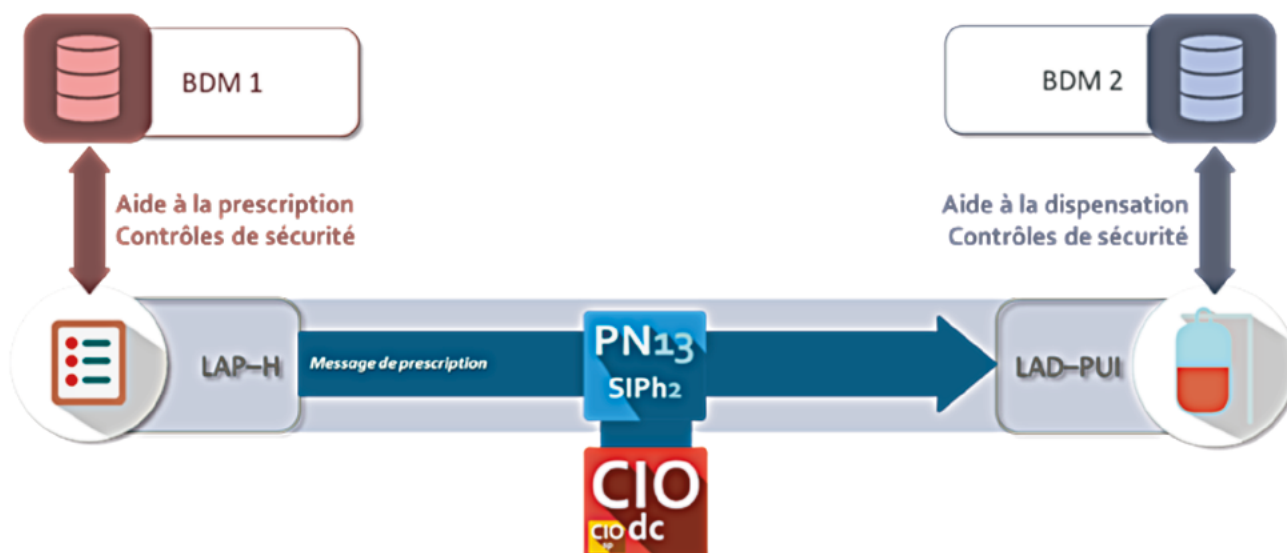 BDM 1
BDM 2
Aide à la prescription
Contrôles de sécurité
Aide à la dispensation
Contrôles de sécurité
LAP–H
Message de prescription
PN13
SIPh2
LAD–PUI
CIO
dc
CIO